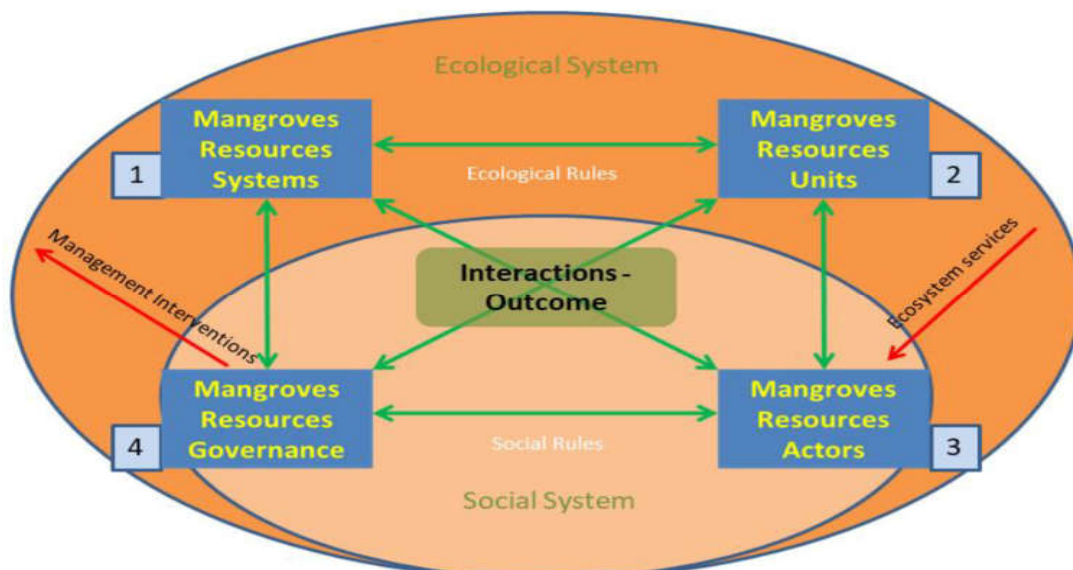 Ecological System
Mangroves
Resources
Systems
1
Mangroves
Resources
Units
2
Ecological Rules
Management Interventions
Interactions -
Outcome
Ecosystem services
Mangroves
Resources
Governance
4
Mangroves
Resources
Actors
3
Social Rules
Social System